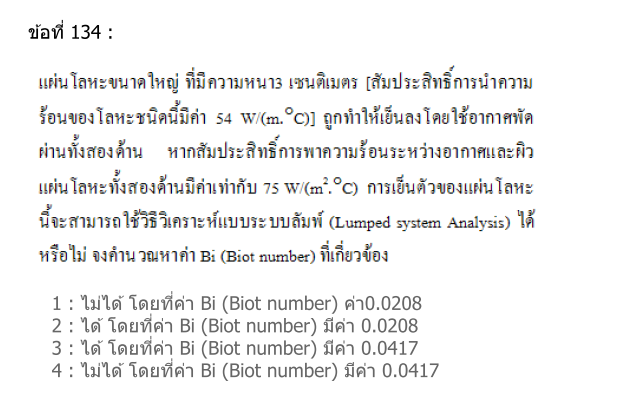 ข้อที่ 134 :
แผ่นโลหะขนาดใหญ่ ที่มีความหนา3 เซนติเมตร [สัมประสิทธิ์การนำความ
ร้อนของโลหะชนิดนี้มีค่า 54 W/(m.°C)] ถูกทำให้เย็นลงโดยใช้อากาศพัด
ผ่านทั้งสองด้าน หากสัมประสิทธิ์การพาความร้อนระหว่างอากาศและผิว
แผ่นโลหะทั้งสองด้านมีค่าเท่ากับ 75 W/(m².°C) การเย็นตัวของแผ่นโลหะ
นี้จะสามารถใช้วิธีวิเคราะห์แบบระบบลัมพ์ (Lumped system Analysis) ได้
หรือไม่ จงคำนวณหาค่า Bi (Biot number) ที่เกี่ยวข้อง
1 : ไม่ได้ โดยที่ค่า Bi (Biot number) ค่า0.0208
2 : ได้ โดยที่ค่า Bi (Biot number) มีค่า 0.0208
3 : ได้ โดยที่ค่า Bi (Biot number) มีค่า 0.0417
4 : ไม่ได้ โดยที่ค่า Bi (Biot number) มีค่า 0.0417